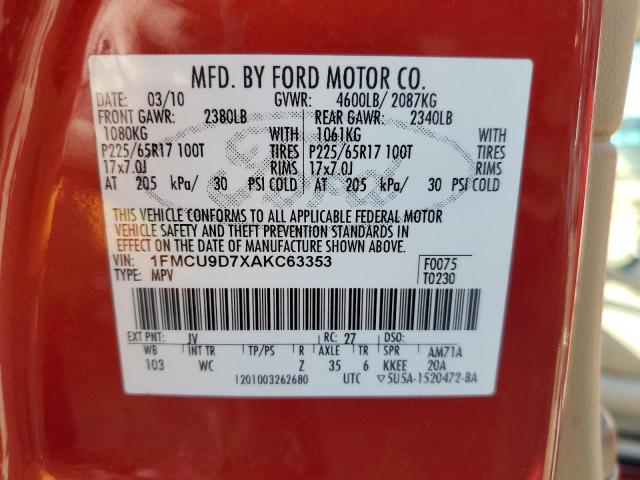 MFD. BY FORD MOTOR CO.
DATE: 03/10 GVWR: 4600LB/ 2087KG
FRONT GAWR: 2380LB REAR GAWR: 2340LB
1080KG WITH 1061KG WITH
P225/65R17 100T TIRES P225/65R17 100T TIRES
17x7.0J RIMS 17x7.0J RIMS
AT 205 kPa/ 30 PSI COLD AT 205 kPa/ 30 PSI COLD
THIS VEHICLE CONFORMS TO ALL APPLICABLE FEDERAL MOTOR
VEHICLE SAFETY AND THEFT PREVENTION STANDARDS IN
EFFECT ON THE DATE OF MANUFACTURE SHOWN ABOVE.
VIN: 1FMCU9D7XAKC63353 F0075
TYPE: MPV T0230
EXT PNT: JV RC: 27 DSO:
WB INT TR TP/PS R AXLE TR SPR AM71A
103 WC Z 35 6 KKEE 20A
1201003262680 UTC ▽5U5A-1520472-BA